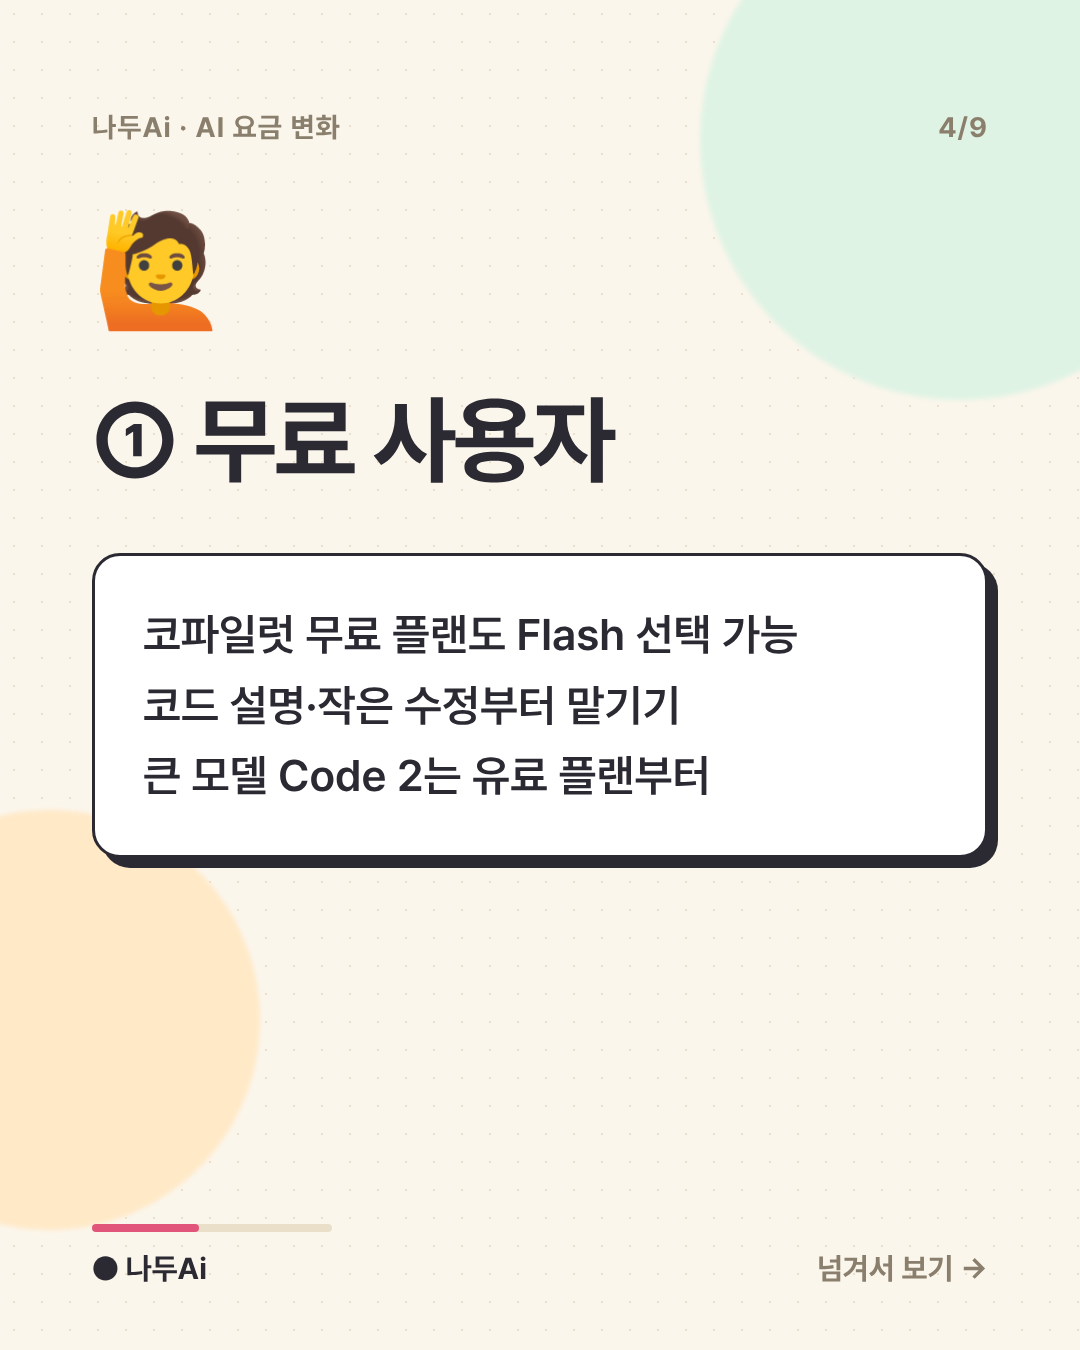 나두Ai · AI 요금 변화
4/9
① 무료 사용자
코파일럿 무료 플랜도 Flash 선택 가능
코드 설명·작은 수정부터 맡기기
큰 모델 Code 2는 유료 플랜부터
나두Ai
넘겨서 보기 →